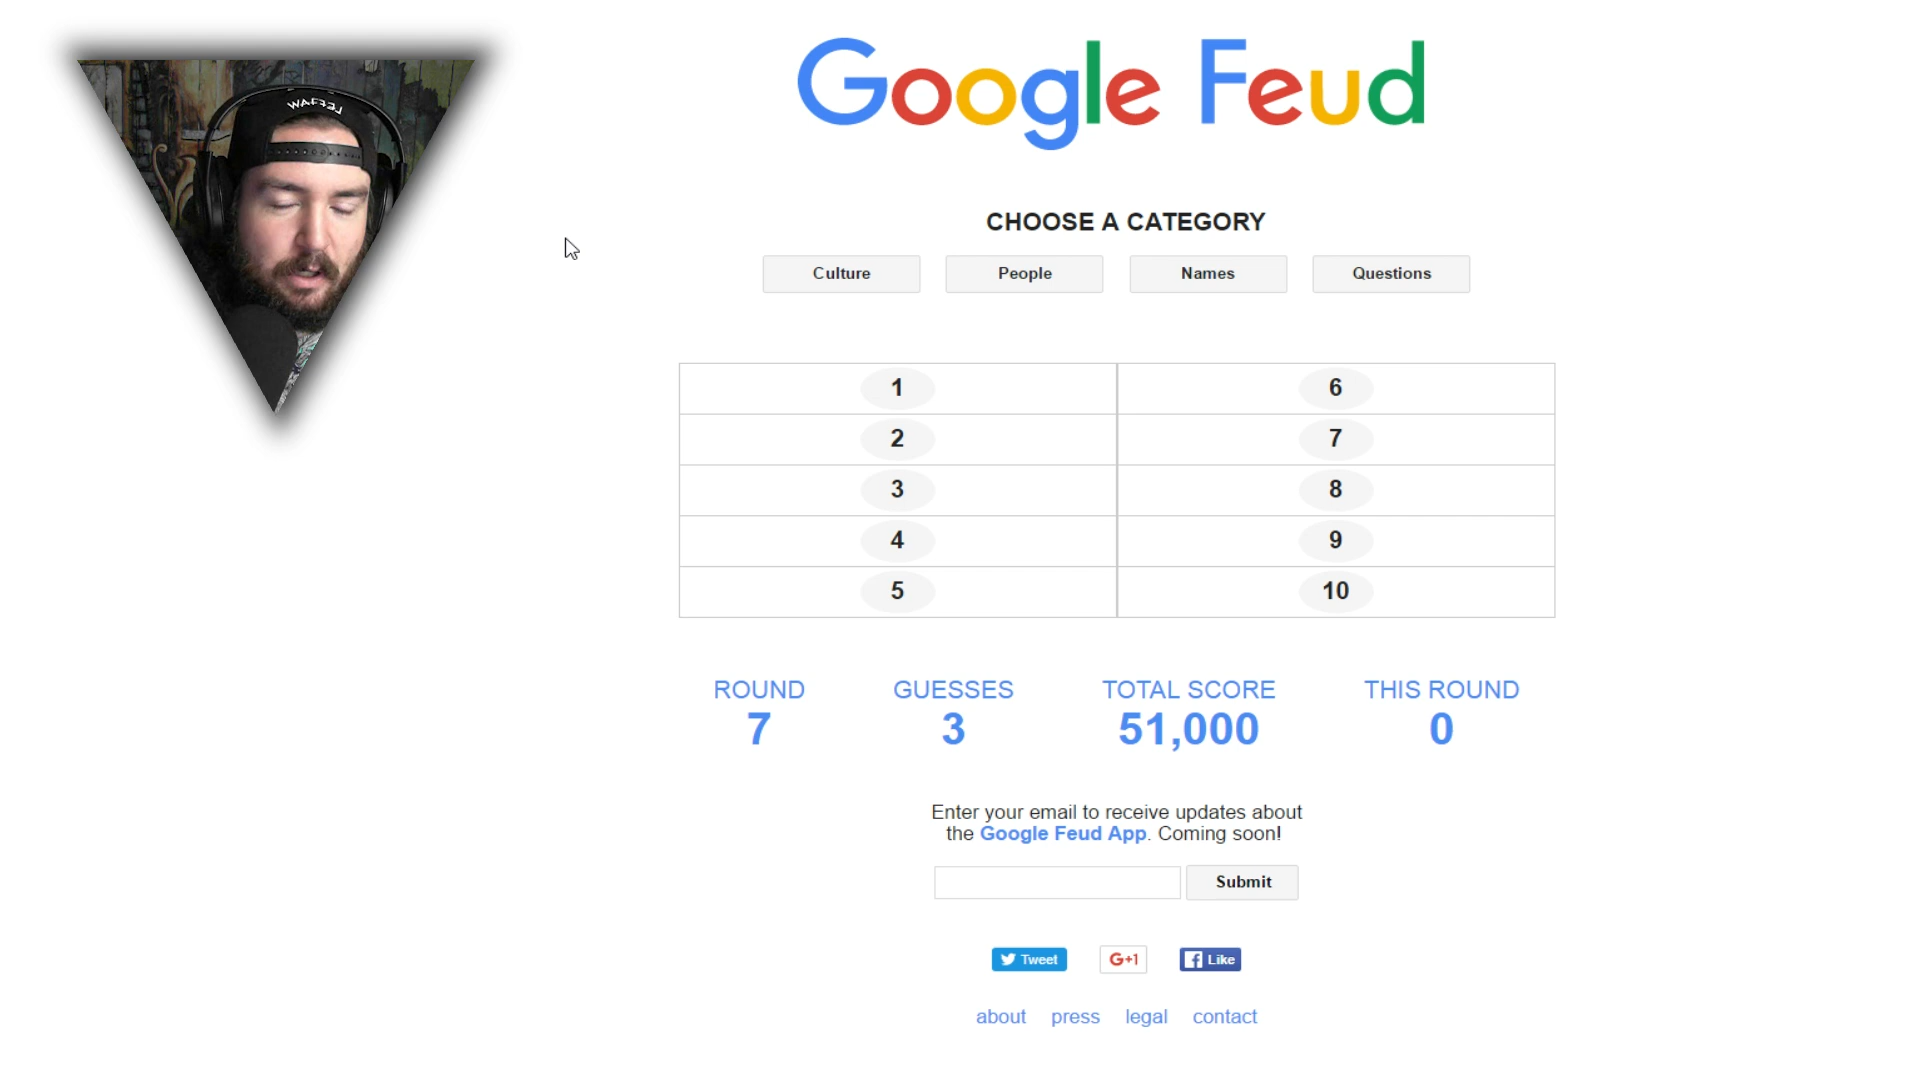 Google Feud
CHOOSE A CATEGORY
Culture
People
Names
Questions
1
6
2
7
3
8
4
9
5
10
ROUND
GUESSES
TOTAL SCORE
THIS ROUND
7
3
51,000
0
Enter your email to receive updates about
the Google Feud App. Coming soon!
Submit
Tweet
G+1
Like
about
press
legal
contact